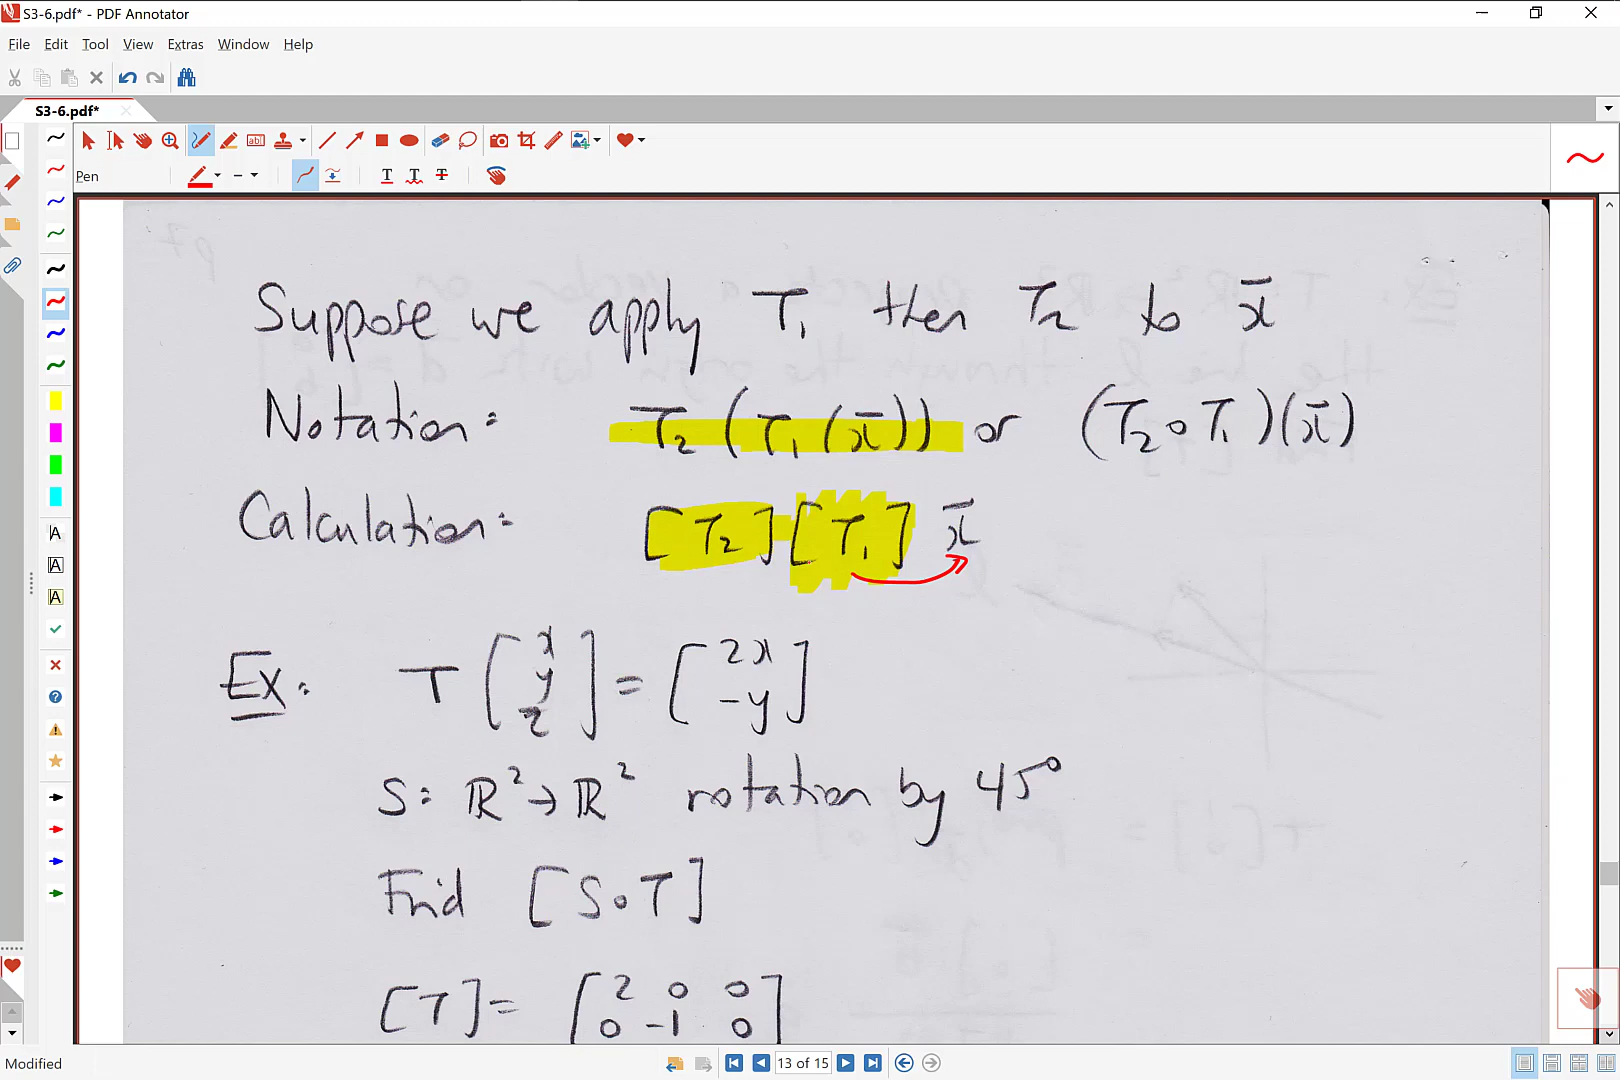 S3-6.pdf* - PDF Annotator
File Edit Tool View Extras Window Help
S3-6.pdf*
Pen
Suppose we apply T₁ then T₂ to x̄
Notation: T₂(T₁(x̄)) or (T₂∘T₁)(x̄)
Calculation: [T₂][T₁] x̄
Ex: T [x y z] = [2x -y]
S: ℝ² → ℝ² rotation by 45°
Find [S∘T]
[T] = [2 0 0
0 -1 0]
Modified
13 of 15